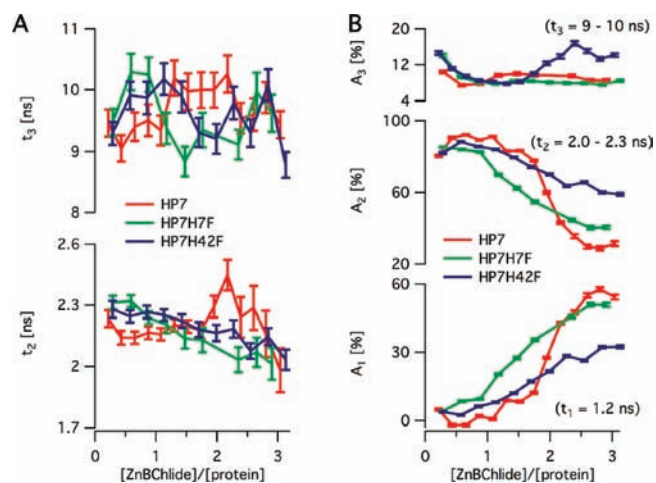 A
t3 [ns]
11
10
9
8
HP7
HP7H7F
HP7H42F
t2 [ns]
2.6
2.3
2
1.7
0 1 2 3
[ZnBChlide]/[protein]
B
A3 [%]
20
12
4
(t3 = 9 - 10 ns)
A2 [%]
100
60
20
(t2 = 2.0 - 2.3 ns)
HP7
HP7H7F
HP7H42F
A1 [%]
60
30
0
(t1 = 1.2 ns)
0 1 2 3
[ZnBChlide]/[protein]